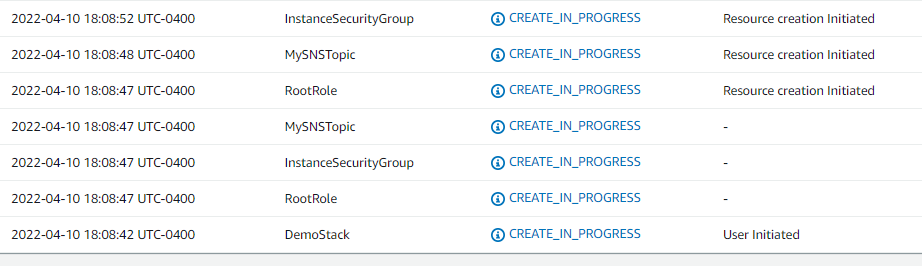 2022-04-10 18:08:52 UTC-0400 InstanceSecurityGroup CREATE_IN_PROGRESS Resource creation Initiated
2022-04-10 18:08:48 UTC-0400 MySNSTopic CREATE_IN_PROGRESS Resource creation Initiated
2022-04-10 18:08:47 UTC-0400 RootRole CREATE_IN_PROGRESS Resource creation Initiated
2022-04-10 18:08:47 UTC-0400 MySNSTopic CREATE_IN_PROGRESS -
2022-04-10 18:08:47 UTC-0400 InstanceSecurityGroup CREATE_IN_PROGRESS -
2022-04-10 18:08:47 UTC-0400 RootRole CREATE_IN_PROGRESS -
2022-04-10 18:08:42 UTC-0400 DemoStack CREATE_IN_PROGRESS User Initiated